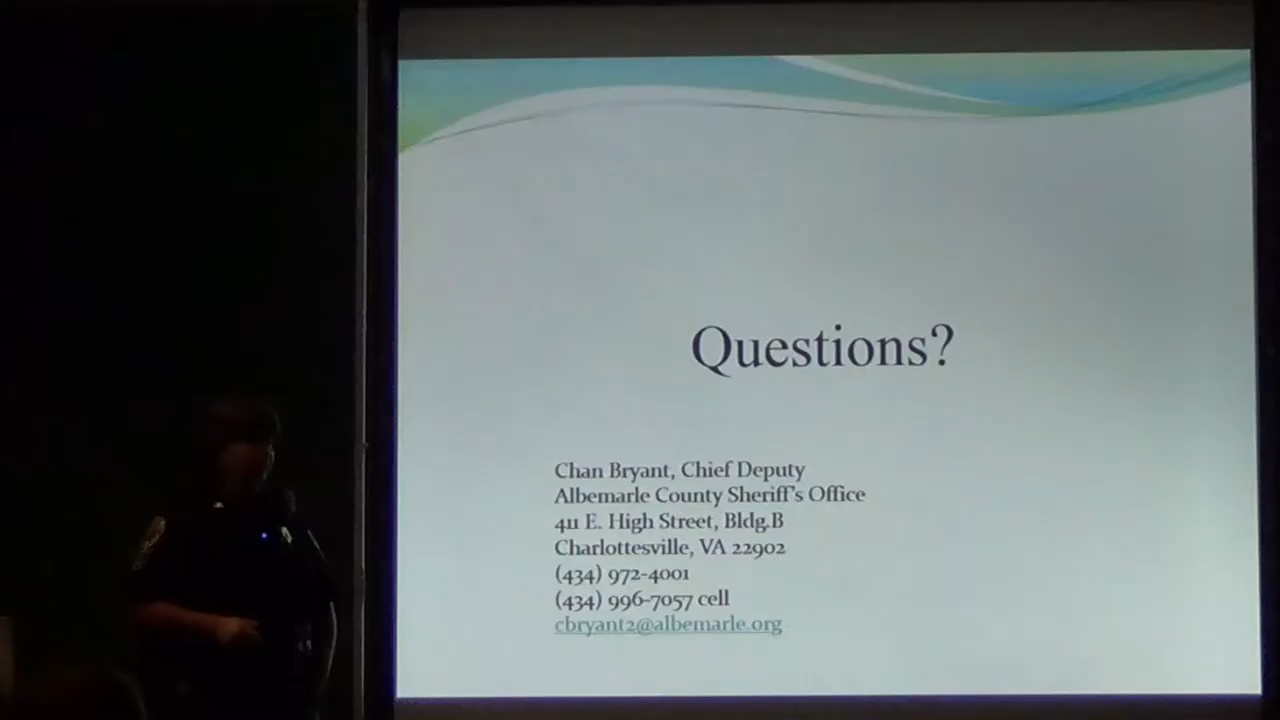 Questions?
Chan Bryant, Chief Deputy
Albemarle County Sheriff's Office
411 E. High Street, Bldg.B
Charlottesville, VA 22902
(434) 972-4001
(434) 996-7057 cell
cbryant2@albemarle.org